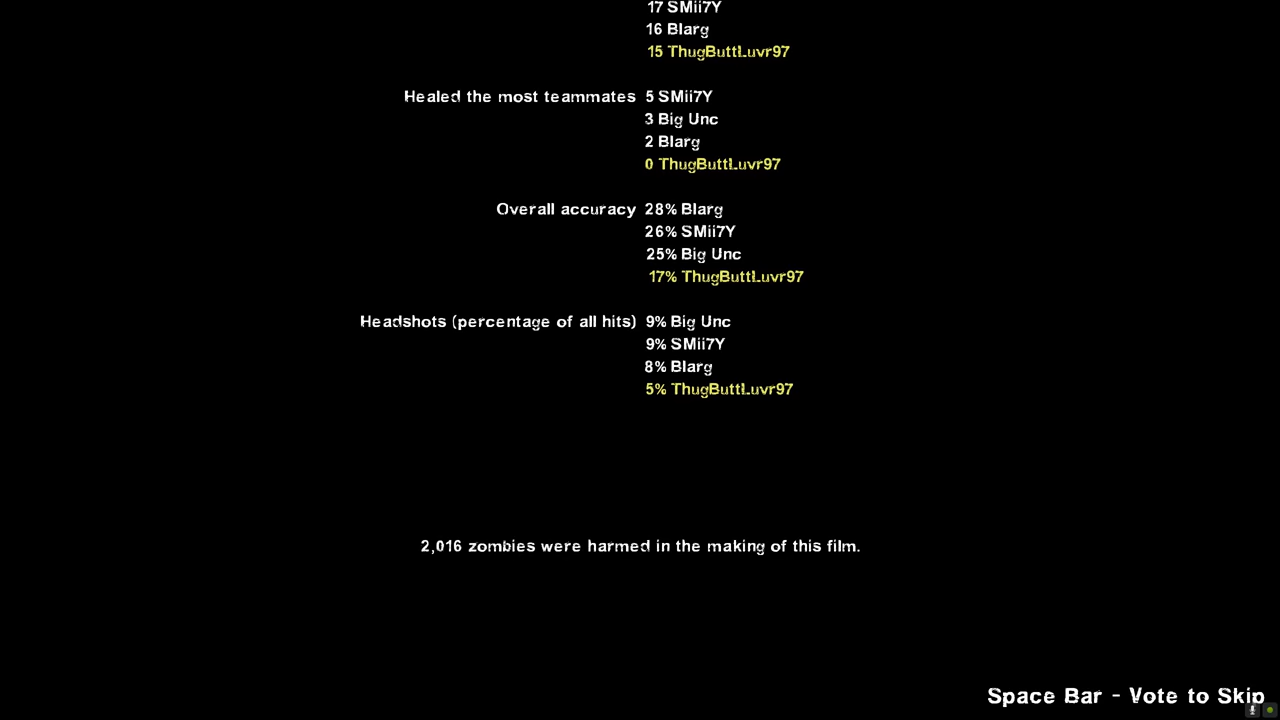 17 SMii7Y
16 Blarg
15 ThugButtLuvr97
Healed the most teammates 5 SMii7Y
3 Big Unc
2 Blarg
0 ThugButtLuvr97
Overall accuracy 28% Blarg
26% SMii7Y
25% Big Unc
17% ThugButtLuvr97
Headshots (percentage of all hits) 9% Big Unc
9% SMii7Y
8% Blarg
5% ThugButtLuvr97
2,016 zombies were harmed in the making of this film.
Space Bar - Vote to Skip